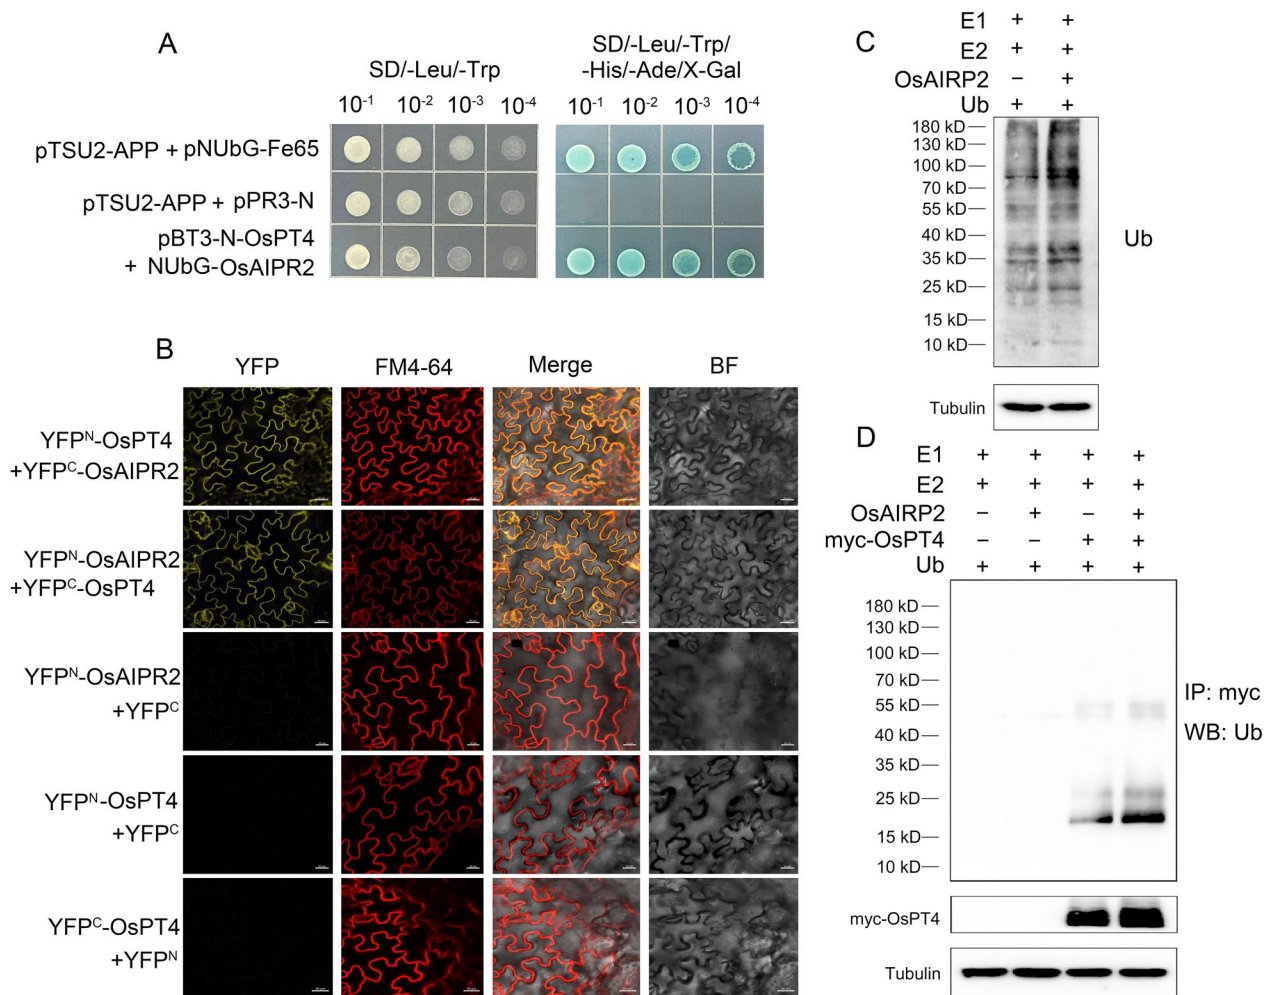 A
SD/-Leu/-Trp
SD/-Leu/-Trp/
-His/-Ade/X-Gal
10-1 10-2 10-3 10-4
10-1 10-2 10-3 10-4
pTSU2-APP + pNUbG-Fe65
pTSU2-APP + pPR3-N
pBT3-N-OsPT4
+ NUbG-OsAIPR2
B
YFP FM4-64 Merge BF
YFPN-OsPT4
+YFPC-OsAIPR2
YFPN-OsAIPR2
+YFPC-OsPT4
YFPN-OsAIPR2
+YFPC
YFPN-OsPT4
+YFPC
YFPC-OsPT4
+YFPN
C
E1 + +
E2 + +
OsAIRP2 – +
Ub + +
180 kD
130 kD
100 kD
70 kD
55 kD
40 kD
35 kD
25 kD
15 kD
10 kD
Ub
Tubulin
D
E1 + + + +
E2 + + + +
OsAIRP2 – + – +
myc-OsPT4 – – + +
Ub + + + +
180 kD
130 kD
100 kD
70 kD
55 kD
40 kD
35 kD
25 kD
15 kD
10 kD
IP: myc
WB: Ub
myc-OsPT4
Tubulin